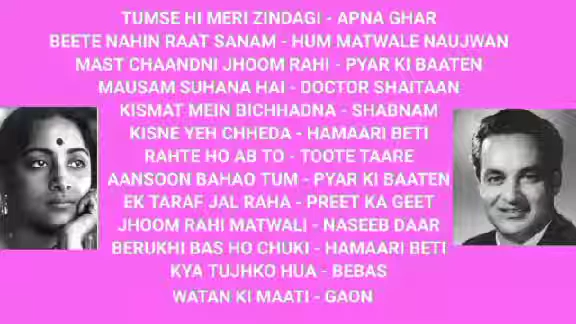 TUMSE HI MERI ZINDAGI - APNA GHAR
BEETE NAHIN RAAT SANAM - HUM MATWALE NAUJWAN
MAST CHAANDNI JHOOM RAHI - PYAR KI BAATEN
MAUSAM SUHANA HAI - DOCTOR SHAITAAN
KISMAT MEIN BICHHADNA - SHABNAM
KISNE YEH CHHEDA - HAMAARI BETI
RAHTE HO AB TO - TOOTE TAARE
AANSOON BAHAO TUM - PYAR KI BAATEN
EK TARAF JAL RAHA - PREET KA GEET
JHOOM RAHI MATWALI - NASEEB DAAR
BERUKHI BAS HO CHUKI - HAMAARI BETI
KYA TUJHKO HUA - BEBAS
WATAN KI MAATI - GAON